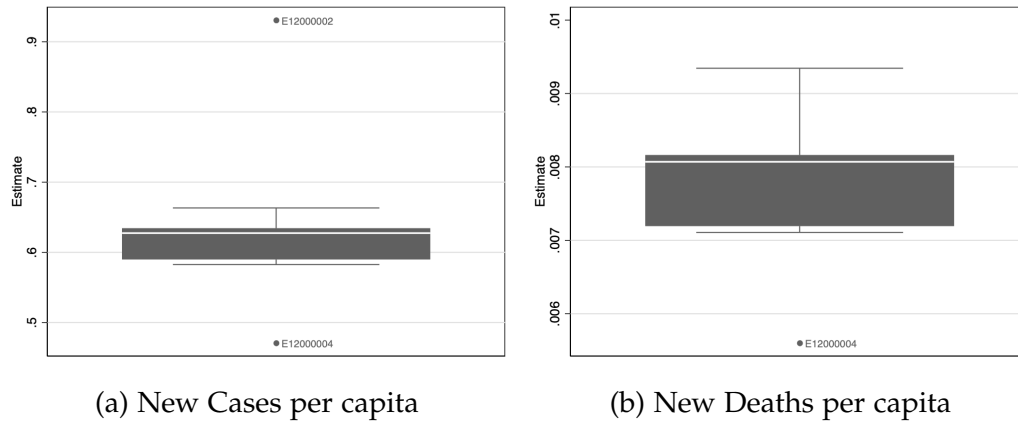 E12000002
.9
.8
.7
.6
.5
Estimate
E12000004
(a) New Cases per capita
.01
.009
.008
.007
.006
Estimate
E12000004
(b) New Deaths per capita